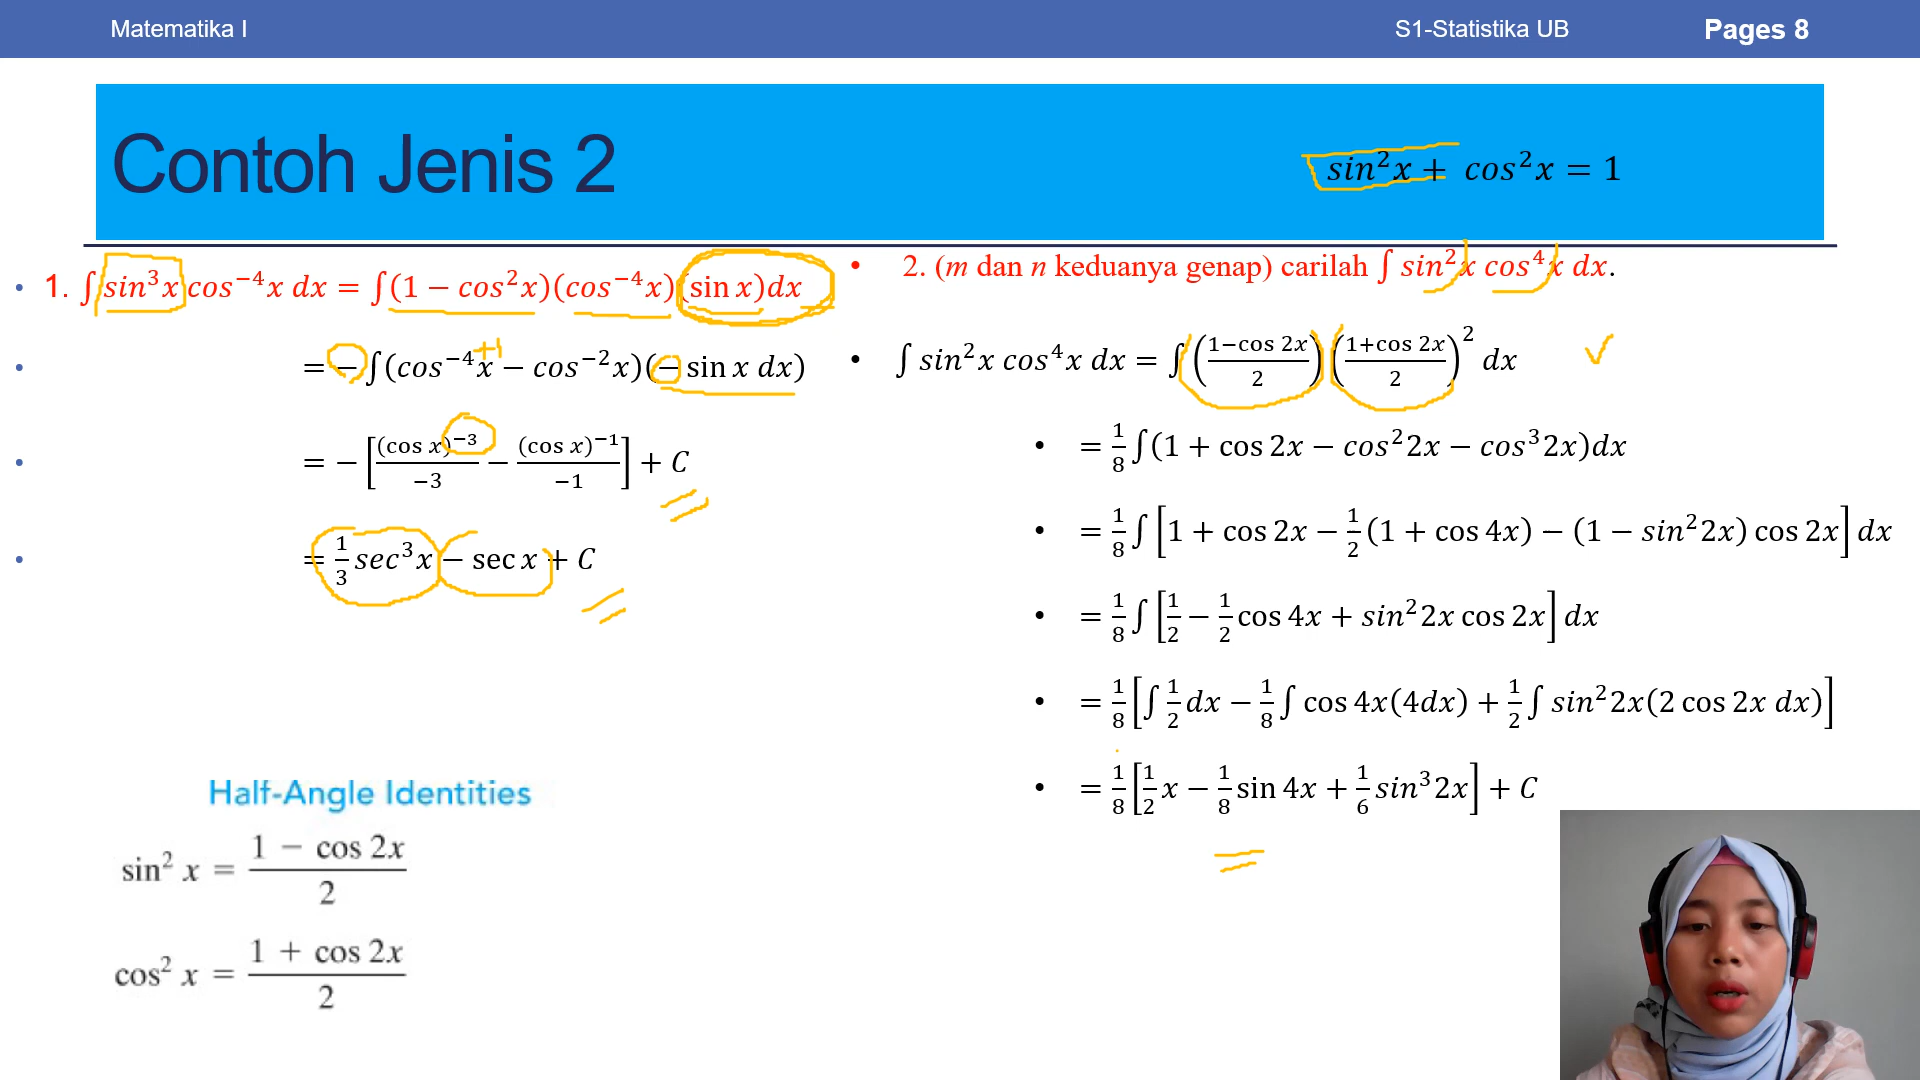 Matematika I
S1-Statistika UB
Pages 8
Contoh Jenis 2
sin²x + cos²x = 1
• 1. ∫ sin³x cos⁻⁴x dx = ∫(1 − cos²x)(cos⁻⁴x)(sin x)dx
• = −∫(cos⁻⁴x − cos⁻²x)(− sin x dx)
+1
• = −[(cos x)⁻³/−3 − (cos x)⁻¹/−1] + C
• = 1/3 sec³x − sec x + C
Half-Angle Identities
sin² x = (1 − cos 2x)/2
cos² x = (1 + cos 2x)/2
• 2. (m dan n keduanya genap) carilah ∫ sin²x cos⁴x dx.
• ∫ sin²x cos⁴x dx = ∫((1−cos 2x)/2)((1+cos 2x)/2)² dx
• = 1/8 ∫(1 + cos 2x − cos²2x − cos³2x)dx
• = 1/8 ∫[1 + cos 2x − 1/2(1 + cos 4x) − (1 − sin²2x) cos 2x] dx
• = 1/8 ∫[1/2 − 1/2 cos 4x + sin²2x cos 2x] dx
• = 1/8[∫ 1/2 dx − 1/8 ∫ cos 4x(4dx) + 1/2 ∫ sin²2x(2 cos 2x dx)]
• = 1/8[1/2 x − 1/8 sin 4x + 1/6 sin³2x] + C